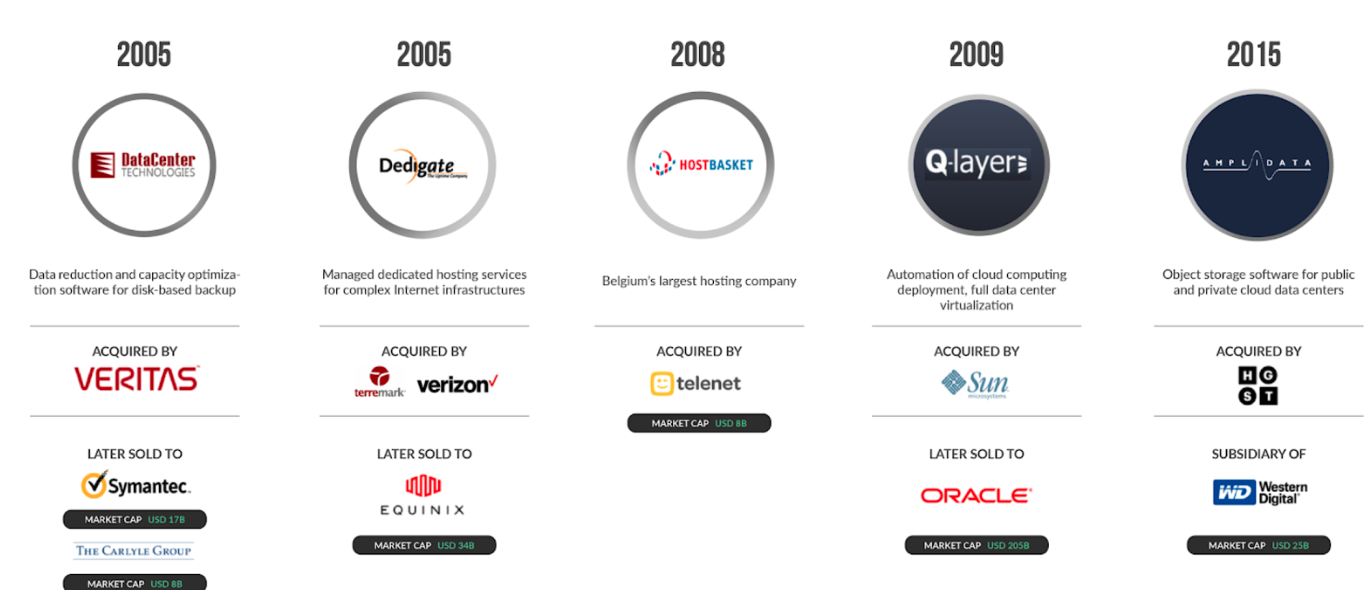 2005
DataCenter
TECHNOLOGIES
Data reduction and capacity optimiza-
tion software for disk-based backup
ACQUIRED BY
VERITAS
LATER SOLD TO
Symantec.
MARKET CAP USD 17B
THE CARLYLE GROUP
MARKET CAP USD 8B
2005
Dedigate
The Uptime Company
Managed dedicated hosting services
for complex Internet infrastructures
ACQUIRED BY
terremark verizon✓
LATER SOLD TO
EQUINIX
MARKET CAP USD 34B
2008
HOSTBASKET
Belgium's largest hosting company
ACQUIRED BY
telenet
MARKET CAP USD 8B
2009
Q-layer
Automation of cloud computing
deployment, full data center
virtualization
ACQUIRED BY
Sun
microsystems
LATER SOLD TO
ORACLE
MARKET CAP USD 205B
2015
AMPLIDATA
Object storage software for public
and private cloud data centers
ACQUIRED BY
HG
ST
SUBSIDIARY OF
WD Western
Digital
MARKET CAP USD 25B